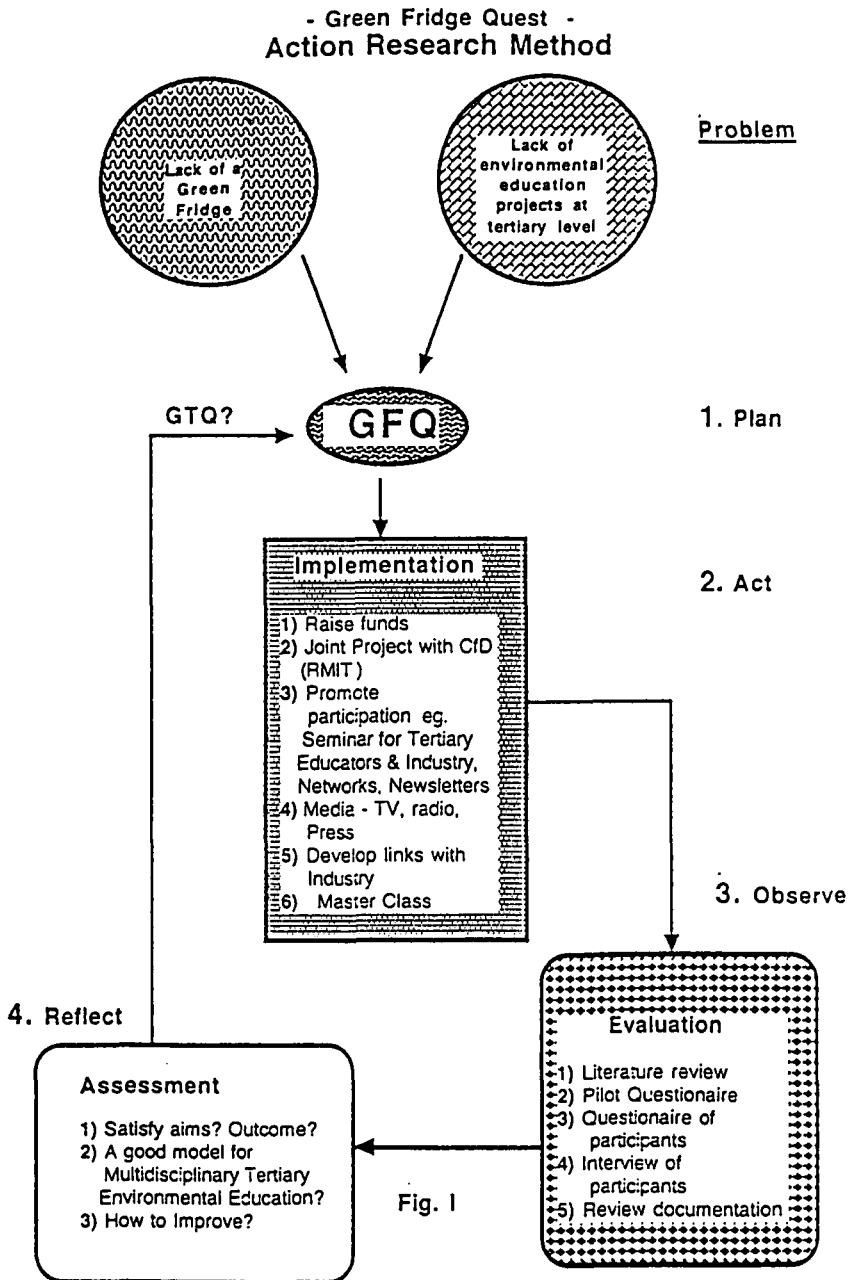 - Green Fridge Quest -
Action Research Method
Problem
Lack of a
Green
Fridge
Lack of
environmental
education
projects at
tertiary level
GTQ?
GFQ
1. Plan
Implementation
2. Act
1) Raise funds
2) Joint Project with CfD
(RMIT)
3) Promote
participation eg.
Seminar for Tertiary
Educators & Industry,
Networks, Newsletters
4) Media - TV, radio,
Press
5) Develop links with
Industry
6) Master Class
3. Observe
Evaluation
1) Literature review
2) Pilot Questionaire
3) Questionaire of
participants
4) Interview of
participants
5) Review documentation
4. Reflect
Assessment
1) Satisfy aims? Outcome?
2) A good model for
Multidisciplinary Tertiary
Environmental Education?
3) How to Improve?
Fig. I